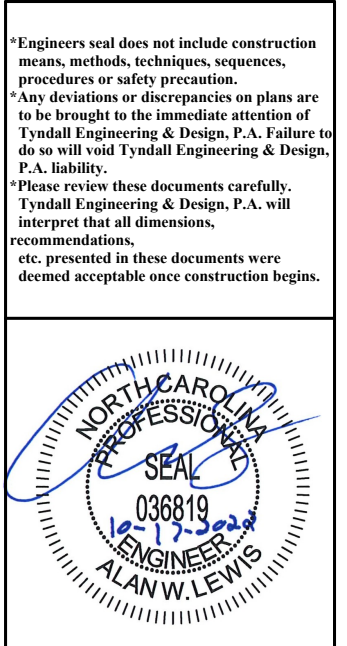 *Engineers seal does not include construction
means, methods, techniques, sequences,
procedures or safety precaution.
*Any deviations or discrepancies on plans are
to be brought to the immediate attention of
Tyndall Engineering & Design, P.A. Failure to
do so will void Tyndall Engineering & Design,
P.A. liability.
*Please review these documents carefully.
Tyndall Engineering & Design, P.A. will
interpret that all dimensions,
recommendations,
etc. presented in these documents were
deemed acceptable once construction begins.
NORTH CAROLINA
PROFESSIONAL
SEAL
036819
ENGINEER
ALAN W. LEWIS